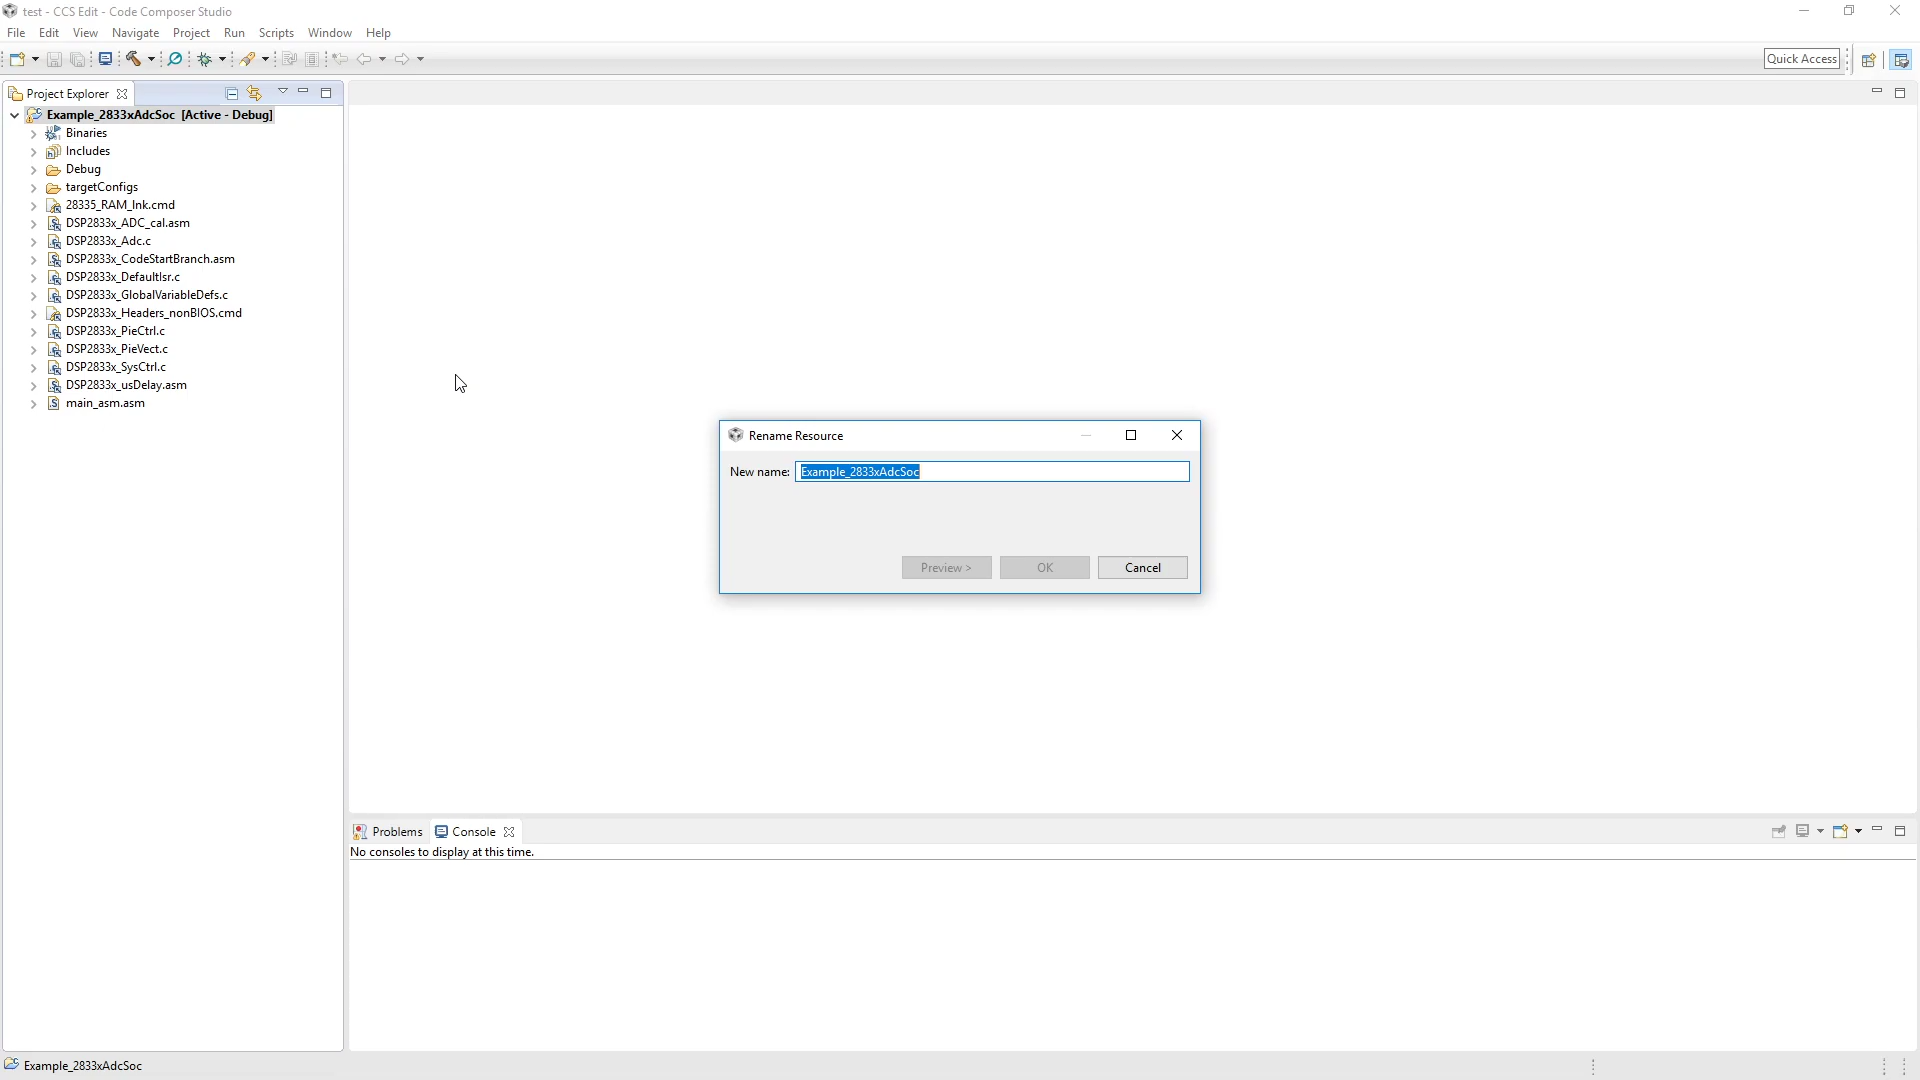 test - CCS Edit - Code Composer Studio
File Edit View Navigate Project Run Scripts Window Help
Quick Access
Project Explorer
Example_2833xAdcSoc [Active - Debug]
Binaries
Includes
Debug
targetConfigs
28335_RAM_lnk.cmd
DSP2833x_ADC_cal.asm
DSP2833x_Adc.c
DSP2833x_CodeStartBranch.asm
DSP2833x_DefaultIsr.c
DSP2833x_GlobalVariableDefs.c
DSP2833x_Headers_nonBIOS.cmd
DSP2833x_PieCtrl.c
DSP2833x_PieVect.c
DSP2833x_SysCtrl.c
DSP2833x_usDelay.asm
main_asm.asm
Rename Resource
New name: Example_2833xAdcSoc
Preview > OK Cancel
Problems Console
No consoles to display at this time.
Example_2833xAdcSoc